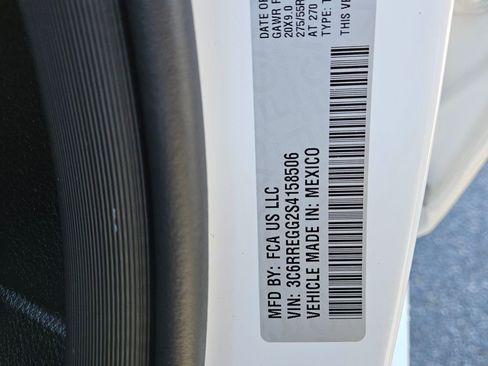 MFD BY: FCA US LLC
VIN: 3C6RREGG2S4158506
VEHICLE MADE IN: MEXICO
DATE OF
GAWR F
20X9.0
275/55R
AT 270
THIS VE
TYPE: T